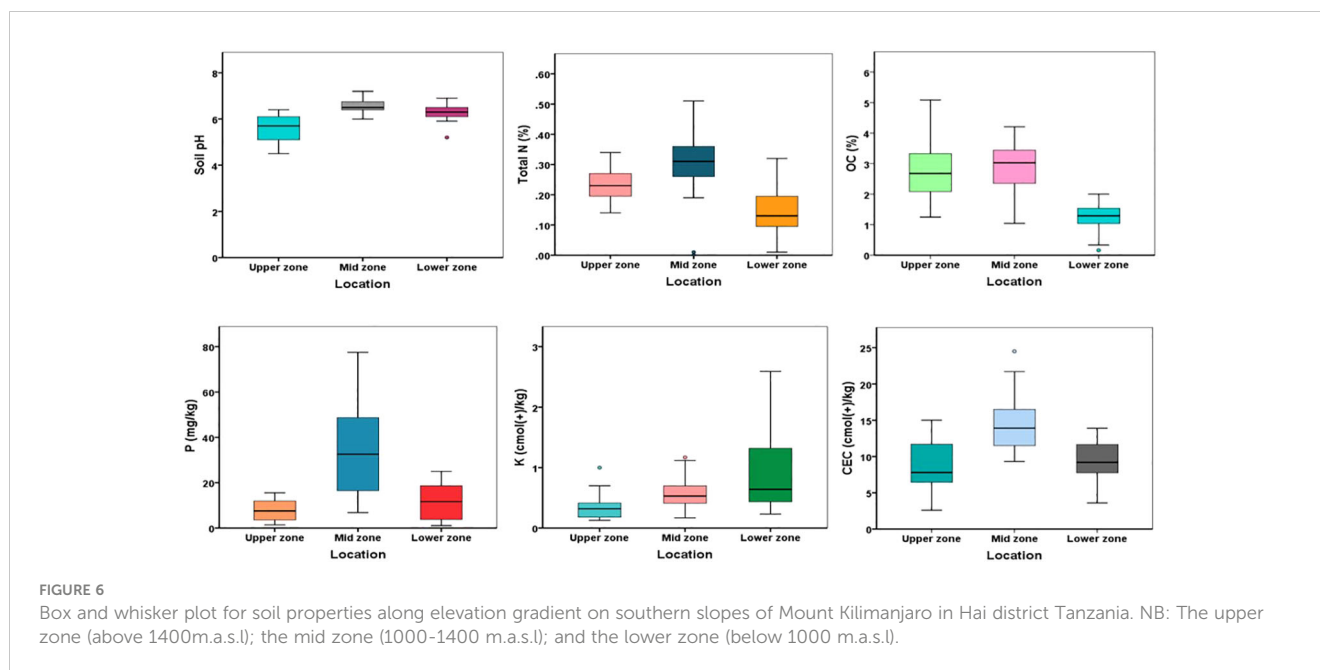 Soil pH
8
6
4
2
0
Upper zone Mid zone Lower zone
Location
Total N (%)
.60
.50
.40
.30
.20
.10
.00
Upper zone Mid zone Lower zone
Location
OC (%)
6
5
4
3
2
1
0
Upper zone Mid zone Lower zone
Location
P (mg/kg)
80
60
40
20
0
Upper zone Mid zone Lower zone
Location
K (cmol(+)/kg)
3
2
1
0
Upper zone Mid zone Lower zone
Location
CEC (cmol(+)/kg)
25
20
15
10
5
0
Upper zone Mid zone Lower zone
Location
FIGURE 6
Box and whisker plot for soil properties along elevation gradient on southern slopes of Mount Kilimanjaro in Hai district Tanzania. NB: The upper
zone (above 1400m.a.s.l); the mid zone (1000-1400 m.a.s.l); and the lower zone (below 1000 m.a.s.l).